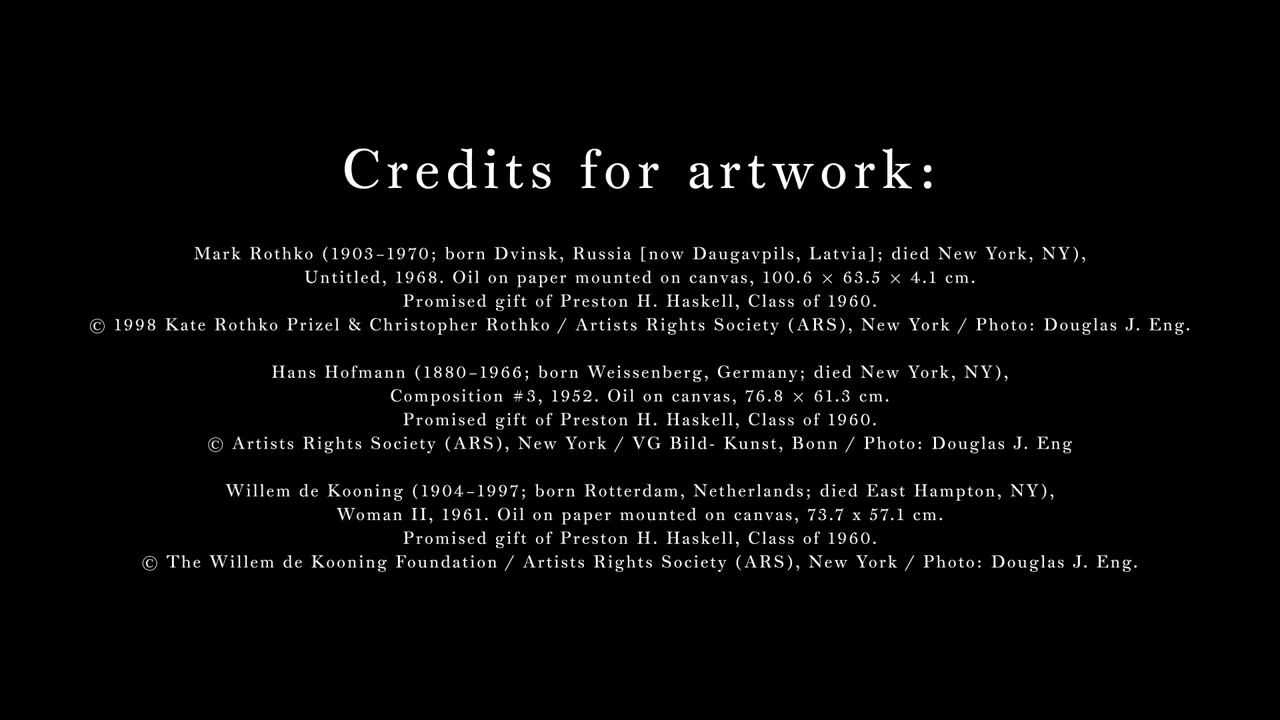 Credits for artwork:
Mark Rothko (1903–1970; born Dvinsk, Russia [now Daugavpils, Latvia]; died New York, NY),
Untitled, 1968. Oil on paper mounted on canvas, 100.6 × 63.5 × 4.1 cm.
Promised gift of Preston H. Haskell, Class of 1960.
© 1998 Kate Rothko Prizel & Christopher Rothko / Artists Rights Society (ARS), New York / Photo: Douglas J. Eng.
Hans Hofmann (1880–1966; born Weissenberg, Germany; died New York, NY),
Composition #3, 1952. Oil on canvas, 76.8 × 61.3 cm.
Promised gift of Preston H. Haskell, Class of 1960.
© Artists Rights Society (ARS), New York / VG Bild- Kunst, Bonn / Photo: Douglas J. Eng
Willem de Kooning (1904–1997; born Rotterdam, Netherlands; died East Hampton, NY),
Woman II, 1961. Oil on paper mounted on canvas, 73.7 x 57.1 cm.
Promised gift of Preston H. Haskell, Class of 1960.
© The Willem de Kooning Foundation / Artists Rights Society (ARS), New York / Photo: Douglas J. Eng.